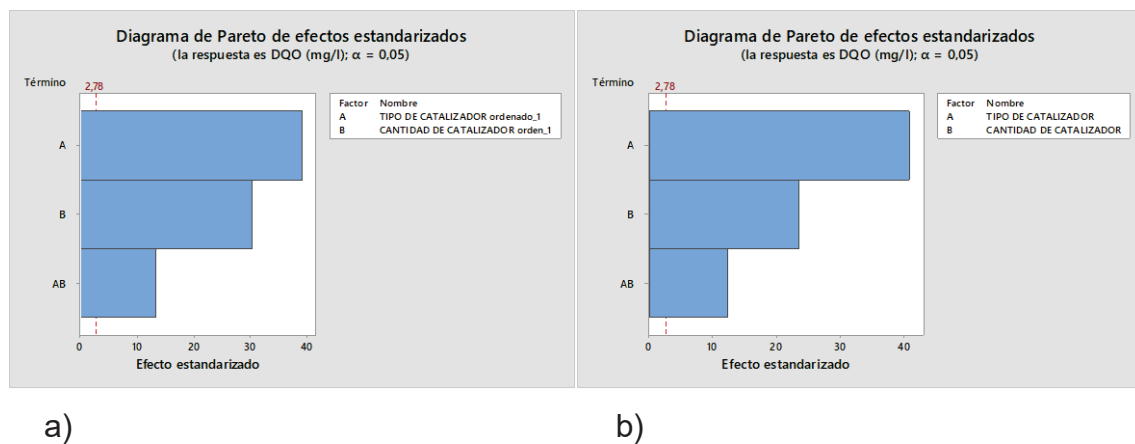 Diagrama de Pareto de efectos estandarizados
(la respuesta es DQO (mg/l); α = 0,05)
Término
2,78
A
B
AB
0 10 20 30 40
Efecto estandarizado
Factor Nombre
A TIPO DE CATALIZADOR ordenado_1
B CANTIDAD DE CATALIZADOR orden_1
a)
Diagrama de Pareto de efectos estandarizados
(la respuesta es DQO (mg/l); α = 0,05)
Término
2,78
A
B
AB
0 10 20 30 40
Efecto estandarizado
Factor Nombre
A TIPO DE CATALIZADOR
B CANTIDAD DE CATALIZADOR
b)